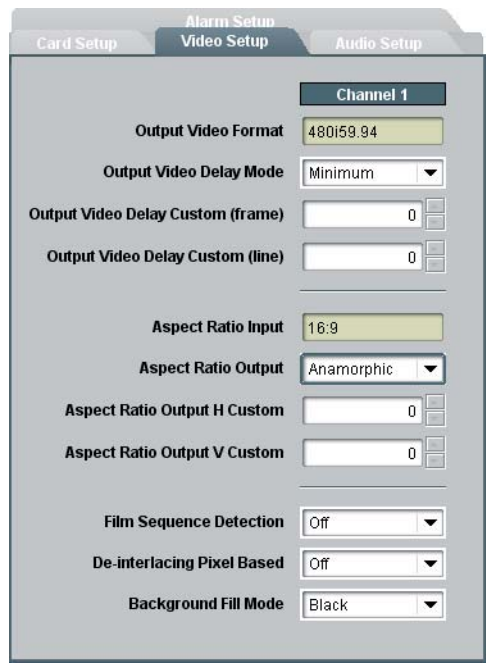 Alarm Setup
Card Setup Video Setup Audio Setup
Channel 1
Output Video Format 480i59.94
Output Video Delay Mode Minimum
Output Video Delay Custom (frame) 0
Output Video Delay Custom (line) 0
Aspect Ratio Input 16:9
Aspect Ratio Output Anamorphic
Aspect Ratio Output H Custom 0
Aspect Ratio Output V Custom 0
Film Sequence Detection Off
De-interlacing Pixel Based Off
Background Fill Mode Black